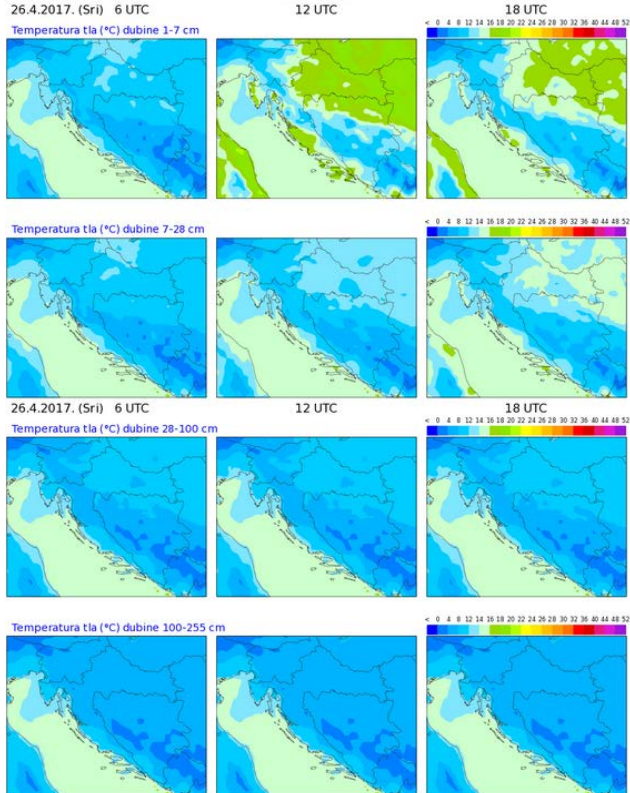 26.4.2017. (Sri) 6 UTC 12 UTC 18 UTC
Temperatura tla (°C) dubine 1-7 cm
< 0 4 8 12 14 16 18 20 22 24 26 28 30 32 36 40 44 48 52
Temperatura tla (°C) dubine 7-28 cm
< 0 4 8 12 14 16 18 20 22 24 26 28 30 32 36 40 44 48 52
26.4.2017. (Sri) 6 UTC 12 UTC 18 UTC
Temperatura tla (°C) dubine 28-100 cm
< 0 4 8 12 14 16 18 20 22 24 26 28 30 32 36 40 44 48 52
Temperatura tla (°C) dubine 100-255 cm
< 0 4 8 12 14 16 18 20 22 24 26 28 30 32 36 40 44 48 52